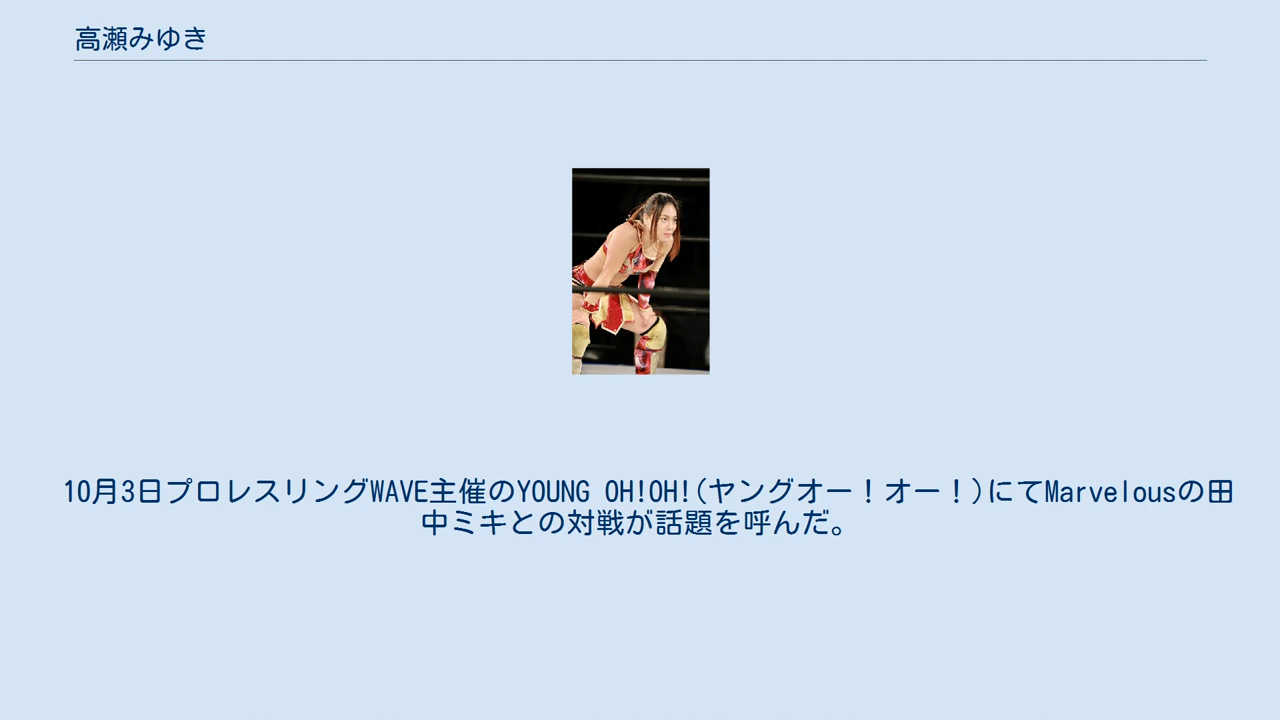 高瀬みゆき
10月3日プロレスリングWAVE主催のYOUNG OH!OH!(ヤングオー！オー！)にてMarvelousの田
中ミキとの対戦が話題を呼んだ。